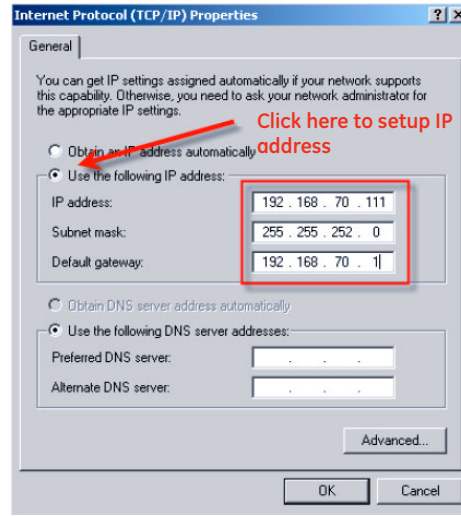 Internet Protocol (TCP/IP) Properties
General
You can get IP settings assigned automatically if your network supports
this capability. Otherwise, you need to ask your network administrator for
the appropriate IP settings.
Click here to setup IP
address
Obtain an IP address automatically
Use the following IP address:
IP address: 192 . 168 . 70 . 111
Subnet mask: 255 . 255 . 252 . 0
Default gateway: 192 . 168 . 70 . 1
Obtain DNS server address automatically
Use the following DNS server addresses:
Preferred DNS server: . . .
Alternate DNS server: . . .
Advanced...
OK Cancel